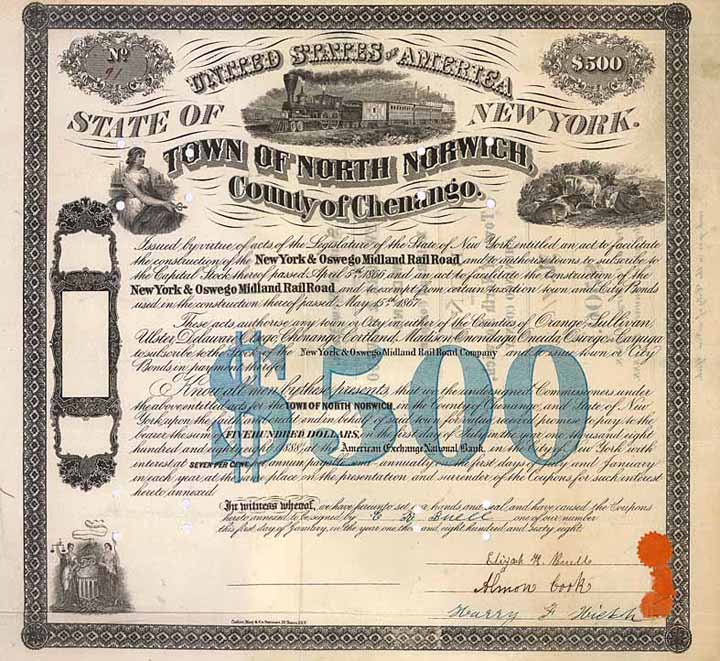 No
91
$500
UNITED STATES OF AMERICA
STATE OF NEW YORK.
TOWN OF NORTH NORWICH,
County of Chenango.
Issued by virtue of acts of the Legislature of the State of New York entitled an act to facilitate
the construction of the New York & Oswego Midland Rail Road and to authorise towns to subscribe to
the Capital Stock thereof passed April 5th 1866 and an act to facilitate the Construction of the
New York & Oswego Midland Rail Road and to exempt from certain taxation town and City Bonds
used in the construction thereof passed May 15th 1867.
These acts authorise any town or City in either of the Counties of Orange, Sullivan,
Ulster, Delaware, Otsego, Chenango, Cortland, Madison, Onondaga, Oneida, Oswego or Cayuga
to subscribe to the stock of the New York & Oswego Midland Rail Road Company and issue town or City
Bonds in payment therefor.
Know all men by these presents that we the undersigned Commissioners under
the above entitled acts for the TOWN OF NORTH NORWICH, in the County of Chenango, and State of New
York, upon the faith and credit and in behalf of said town for value received promise to pay to the
bearer the sum of FIVE HUNDRED DOLLARS, on the first day of in the year one thousand eight
hundred and eighty 188 at American Exchange National Bank, in the City of New York with
interest at SEVEN PER CENT. per annum, payable semi annually on the first days of July and January
in each year at the same place on the presentation and surrender of the Coupons for such interest
hereto annexed
$500
In witness whereof, we have hereunto set our hands and seal, and have caused the Coupons
hereto annexed to be signed by E R Buell one of our number
this first day of January, in the year one thousand eight hundred and sixty eight.
Elijah R. Buell
Almon Cook
Harry